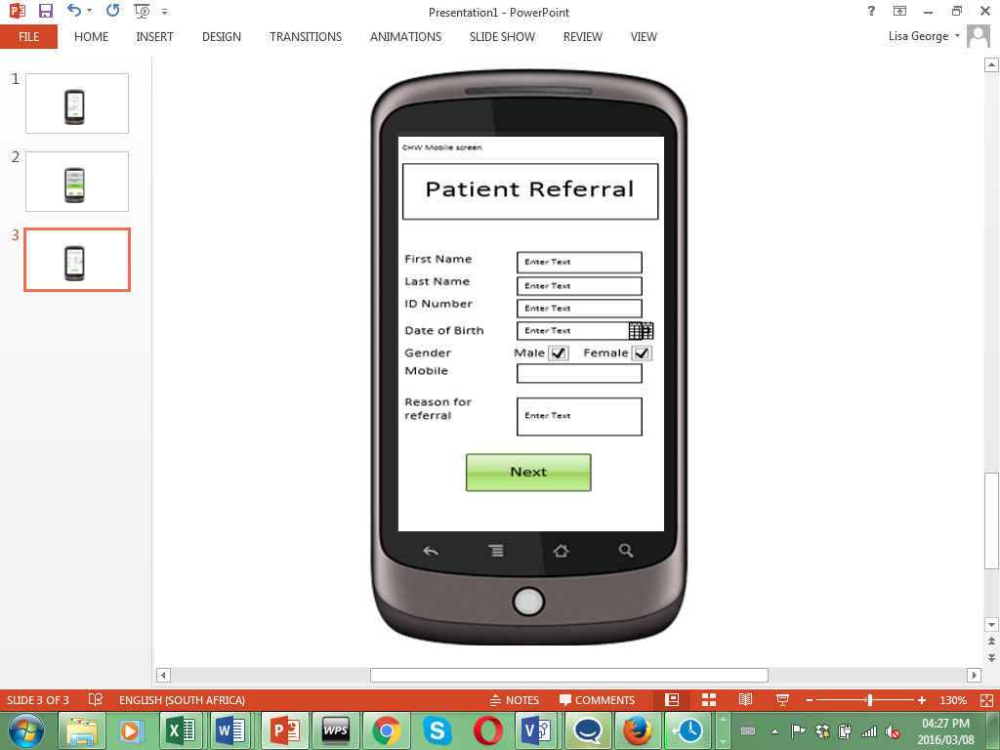 Presentation1 - PowerPoint
?
FILE HOME INSERT DESIGN TRANSITIONS ANIMATIONS SLIDE SHOW REVIEW VIEW
Lisa George
1
2
3
CHW Mobile screen
Patient Referral
First Name Enter Text
Last Name Enter Text
ID Number Enter Text
Date of Birth Enter Text
Gender Male Female
Mobile
Reason for
referral Enter Text
Next
SLIDE 3 OF 3 ENGLISH (SOUTH AFRICA) NOTES COMMENTS 130%
WPS
04:27 PM
2016/03/08